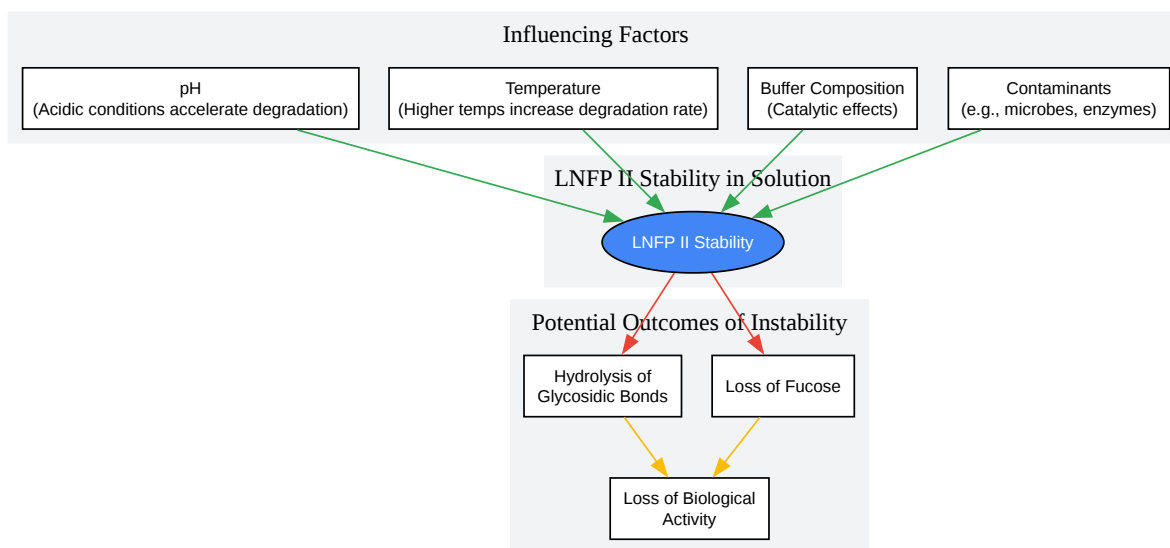 Influencing Factors
pH
(Acidic conditions accelerate degradation)
Temperature
(Higher temps increase degradation rate)
Buffer Composition
(Catalytic effects)
Contaminants
(e.g., microbes, enzymes)
LNFP II Stability in Solution
LNFP II Stability
Potential Outcomes of Instability
Hydrolysis of
Glycosidic Bonds
Loss of Fucose
Loss of Biological
Activity